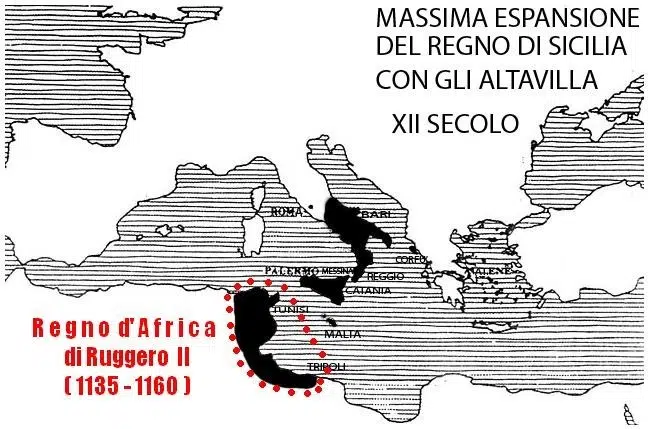 MASSIMA ESPANSIONE
DEL REGNO DI SICILIA
CON GLI ALTAVILLA
XII SECOLO
ROMA
BARI
CORFU
PALERMO
MESSINA
REGGIO
CATANIA
TUNISI
MALTA
TRIPOLI
Regno d'Africa
di Ruggero II
( 1135 - 1160 )